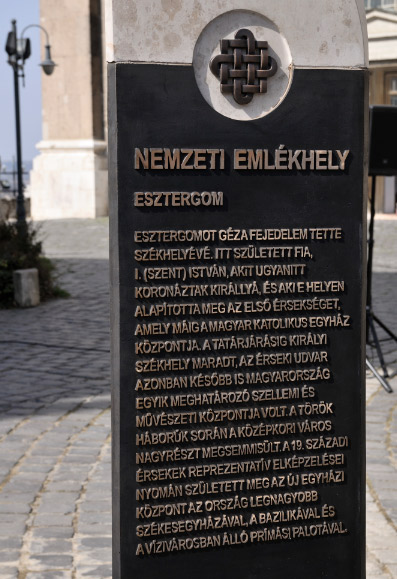 NEMZETI EMLÉKHELY
ESZTERGOM
ESZTERGOMOT GÉZA FEJEDELEM TETTE
SZÉKHELYÉVÉ. ITT SZÜLETETT FIA,
I. (SZENT) ISTVÁN, AKIT UGYANITT
KORONÁZTAK KIRÁLLYÁ, ÉS AKI E HELYEN
ALAPÍTOTTA MEG AZ ELSŐ ÉRSEKSÉGET,
AMELY MÁIG A MAGYAR KATOLIKUS EGYHÁZ
KÖZPONTJA. A TATÁRJÁRÁSIG KIRÁLYI
SZÉKHELY MARADT, AZ ÉRSEKI UDVAR
AZONBAN KÉSŐBB IS MAGYARORSZÁG
EGYIK MEGHATÁROZÓ SZELLEMI ÉS
MŰVÉSZETI KÖZPONTJA VOLT. A TÖRÖK
HÁBORÚK SORÁN A KÖZÉPKORI VÁROS
NAGYRÉSZT MEGSEMMISÜLT. A 19. SZÁZADI
ÉRSEKEK REPREZENTATÍV ELKÉPZELÉSEI
NYOMÁN SZÜLETETT MEG AZ ÚJ EGYHÁZI
KÖZPONT AZ ORSZÁG LEGNAGYOBB
SZÉKESEGYHÁZÁVAL, A BAZILIKÁVAL ÉS
A VÍZIVÁROSBAN ÁLLÓ PRÍMÁSI PALOTÁVAL.